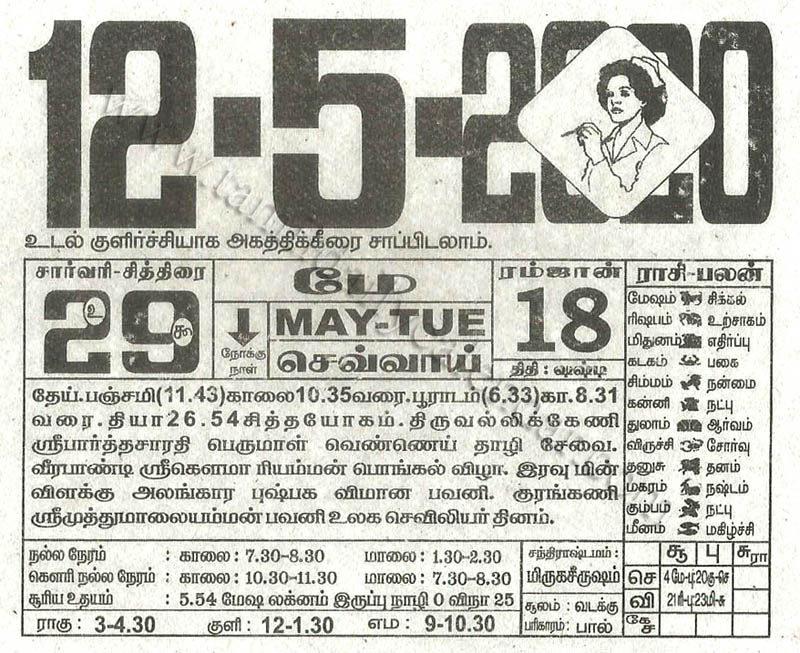 12-5-2020
உடல் குளிர்ச்சியாக அகத்திக்கீரை சாப்பிடலாம்.
சார்வரி-சித்திரை
29
உ
கூ
மே
நோக்கு
நாள்
MAY-TUE
செவ்வாய்
ரம்ஜான்
18
திதி : ஷஷ்டி
ராசி-பலன்
மேஷம் சிக்கல்
ரிஷபம் உற்சாகம்
மிதுனம் எதிர்ப்பு
கடகம் பகை
சிம்மம் நன்மை
கன்னி நட்பு
துலாம் ஆர்வம்
விருச்சி சோர்வு
தனுசு தனம்
மகரம் நஷ்டம்
கும்பம் நட்பு
மீனம் மகிழ்ச்சி
தேய்.பஞ்சமி(11.43)காலை10.35வரை.பூராடம்(6.33)கா.8.31
வரை.தியா26.54சித்தயோகம்.திருவல்லிக்கேணி
ஸ்ரீபார்த்தசாரதி பெருமாள் வெண்ணெய் தாழி சேவை.
வீரபாண்டி ஸ்ரீகௌமா ரியம்மன் பொங்கல் விழா. இரவு மின்
விளக்கு அலங்கார புஷ்பக விமான பவனி. குரங்கணி
ஸ்ரீமுத்துமாலையம்மன் பவனி உலக செவிலியர் தினம்.
நல்ல நேரம் : காலை: 7.30-8.30 மாலை: 1.30-2.30
கௌரி நல்ல நேரம் : காலை: 10.30-11.30 மாலை: 7.30-8.30
சூரிய உதயம் : 5.54 மேஷ லக்னம் இருப்பு நாழி 0 விநா 25
ராகு: 3-4.30 குளி: 12-1.30 எம: 9-10.30
சந்திராஷ்டமம் :
மிருகசீருஷம்
சூலம் : வடக்கு
பரிகாரம்: பால்
சூ பு சுரா
செ 4மே-பு:20கு-செ
வி 21ரி-பு:23மி-சு
கே